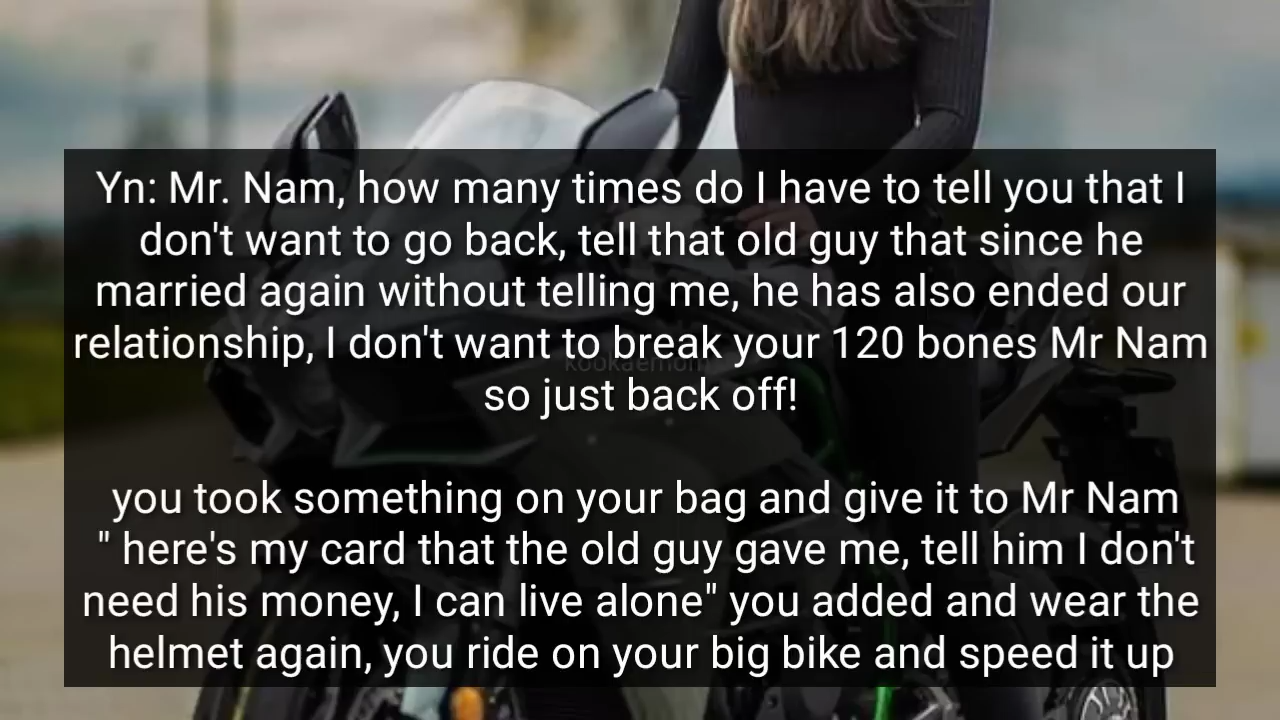 Yn: Mr. Nam, how many times do I have to tell you that I
don't want to go back, tell that old guy that since he
married again without telling me, he has also ended our
relationship, I don't want to break your 120 bones Mr Nam
kookaemon
so just back off!
you took something on your bag and give it to Mr Nam
" here's my card that the old guy gave me, tell him I don't
need his money, I can live alone" you added and wear the
helmet again, you ride on your big bike and speed it up